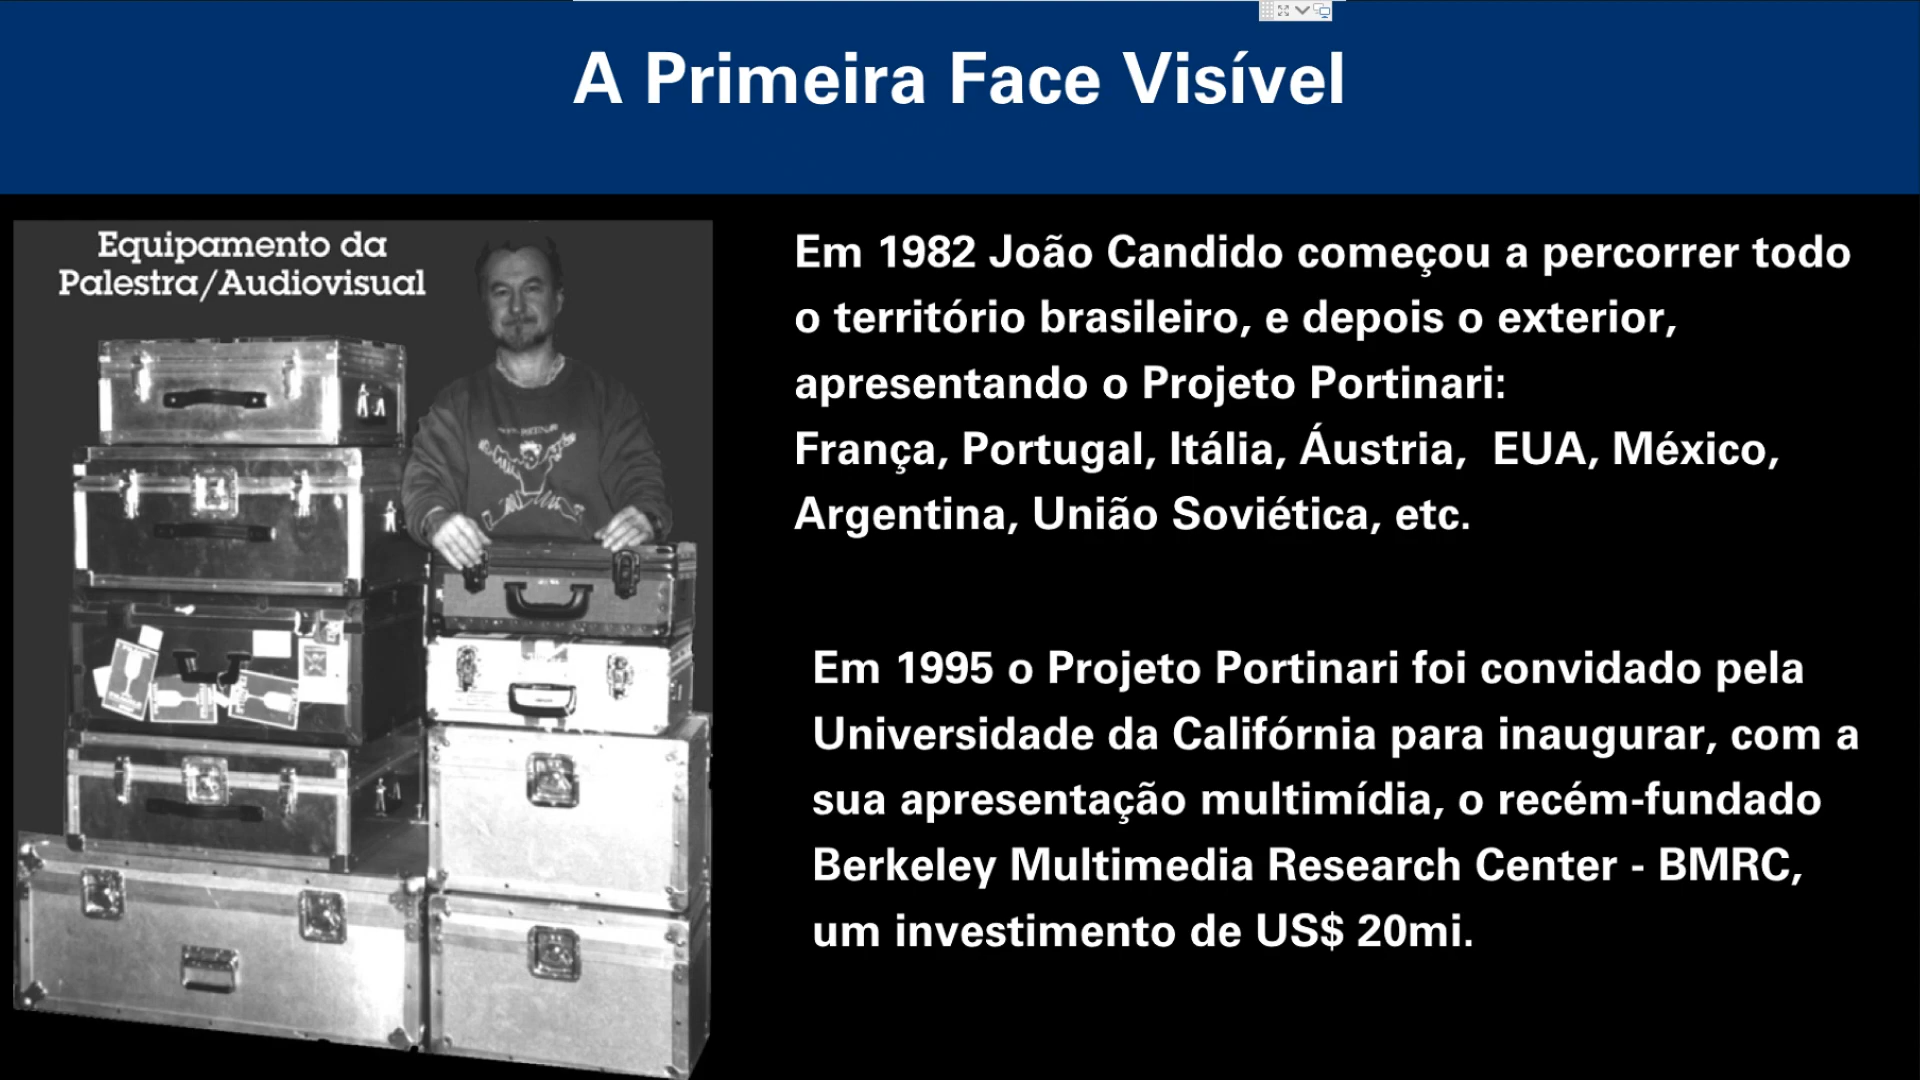 A Primeira Face Visível
Equipamento da
Palestra/Audiovisual
Em 1982 João Candido começou a percorrer todo
o território brasileiro, e depois o exterior,
apresentando o Projeto Portinari:
França, Portugal, Itália, Áustria,  EUA, México,
Argentina, União Soviética, etc.
Em 1995 o Projeto Portinari foi convidado pela
Universidade da Califórnia para inaugurar, com a
sua apresentação multimídia, o recém-fundado
Berkeley Multimedia Research Center - BMRC,
um investimento de US$ 20mi.